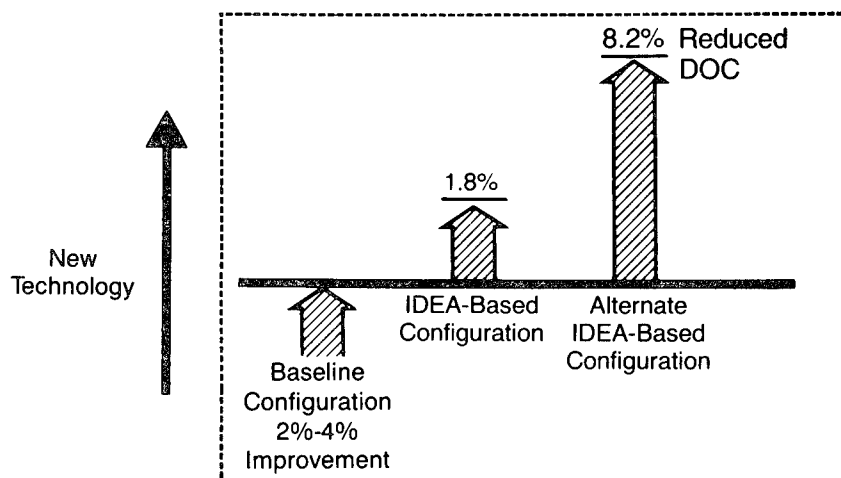 8.2% Reduced
DOC
1.8%
New
Technology
IDEA-Based
Configuration
Alternate
IDEA-Based
Configuration
Baseline
Configuration
2%-4%
Improvement